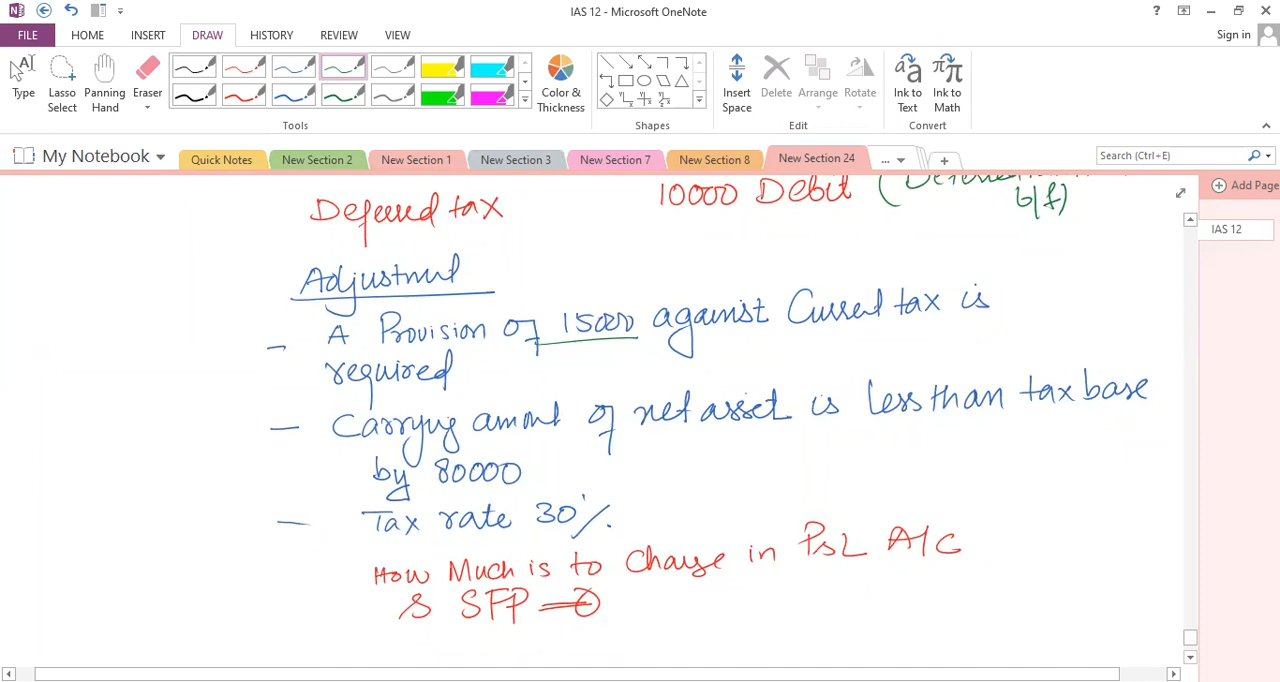 IAS 12 - Microsoft OneNote
Sign in
FILE HOME INSERT DRAW HISTORY REVIEW VIEW
Type Lasso Select Panning Hand Eraser Color & Thickness Insert Space Delete Arrange Rotate Ink to Text Ink to Math
Tools Shapes Edit Convert
My Notebook Quick Notes New Section 2 New Section 1 New Section 3 New Section 7 New Section 8 New Section 24 ... Search (Ctrl+E)
Add Page
IAS 12
Deferred tax 10000 Debit (
b/f)
Adjustment
- A Provision of 15000 against Current tax is
required
- Carrying amount of net asset is less than tax base
by 80000
- Tax rate 30%.
How Much is to Charge in P&L A/C
& SFP